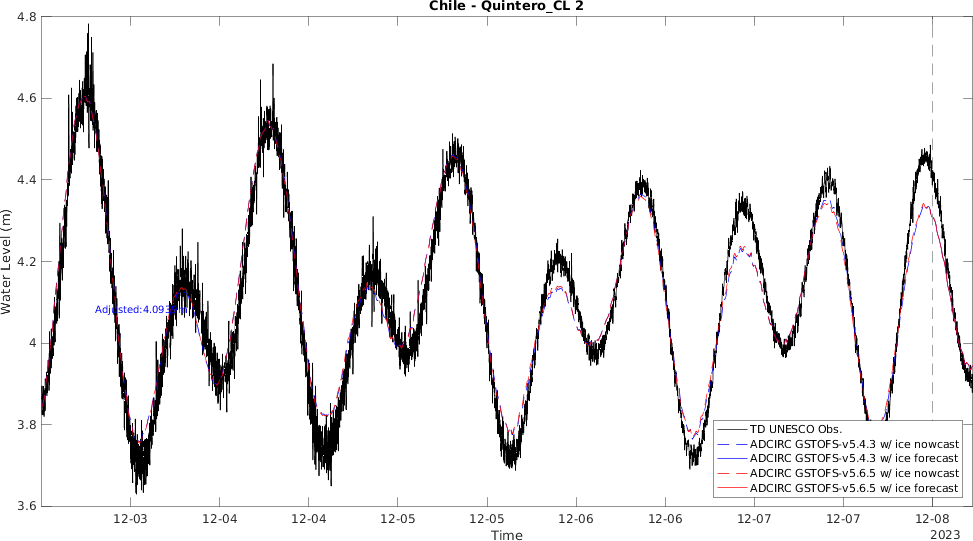 Chile - Quintero_CL 2
4.8
4.6
4.4
4.2
4
3.8
3.6
Water Level (m)
TD UNESCO Obs.
ADCIRC GSTOFS-v5.4.3 w/ ice nowcast
ADCIRC GSTOFS-v5.4.3 w/ ice forecast
ADCIRC GSTOFS-v5.6.5 w/ ice nowcast
ADCIRC GSTOFS-v5.6.5 w/ ice forecast
12-03 12-04 12-04 12-05 12-05 12-06 12-06 12-07 12-07 12-08
Time
2023